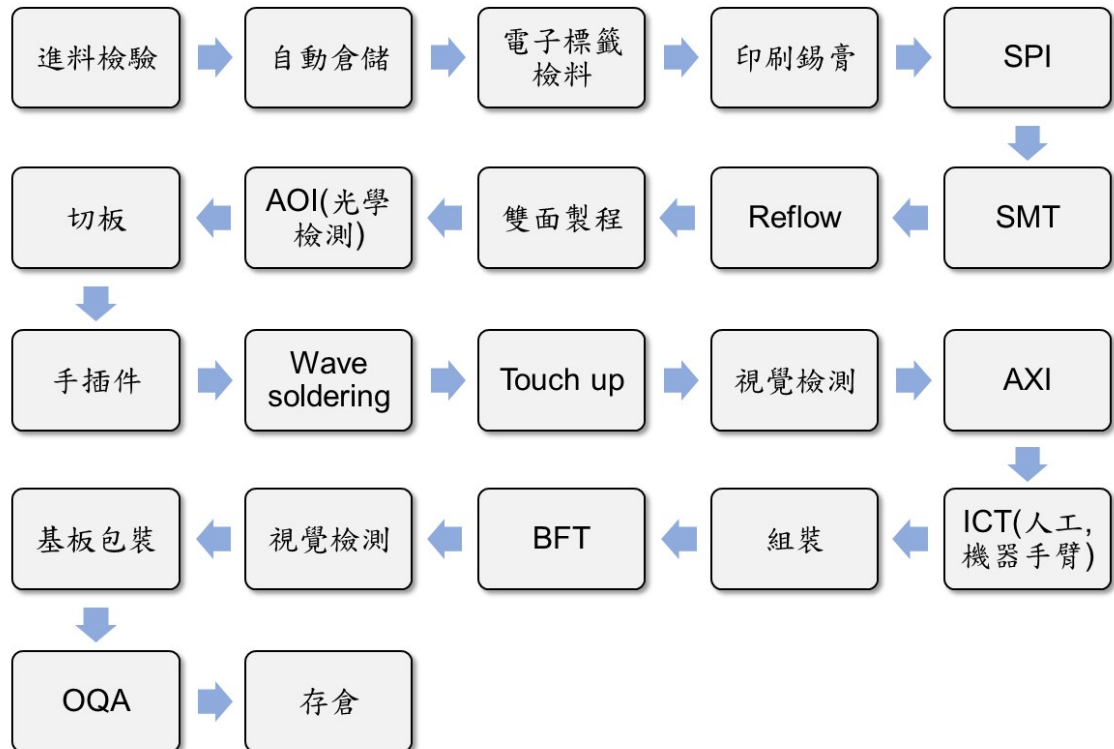 進料檢驗
自動倉儲
電子標籤
檢料
印刷錫膏
SPI
SMT
Reflow
雙面製程
AOI(光學
檢測)
切板
手插件
Wave
soldering
Touch up
視覺檢測
AXI
ICT(人工,
機器手臂)
組裝
BFT
視覺檢測
基板包裝
OQA
存倉